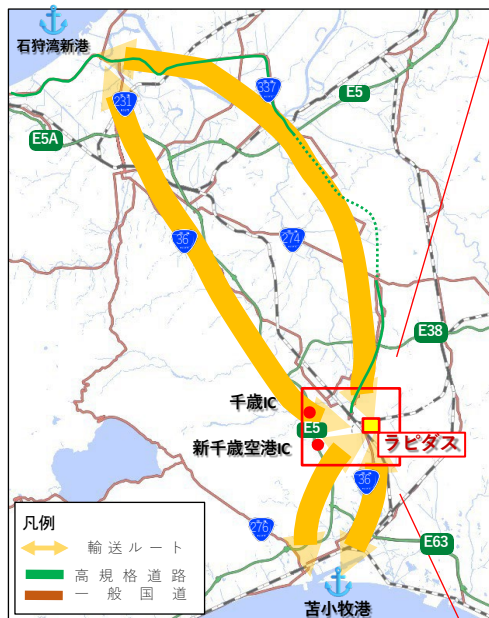 石狩湾新港
337
E5
231
E5A
36
274
E38
千歳IC
E5
ラピダス
新千歳空港IC
36
276
E63
凡例
輸送ルート
高規格道路
一般国道
苫小牧港